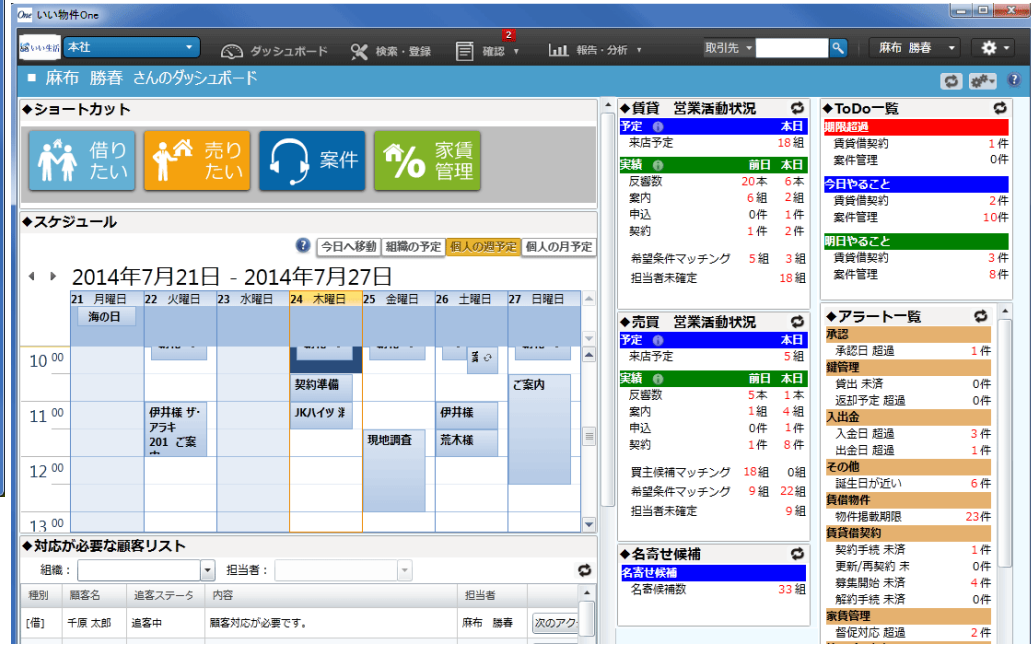 One いい物件One
いい生活 本社 ダッシュボード 検索・登録 2 確認 報告・分析 取引先 麻布 勝春
麻布 勝春 さんのダッシュボード
◆ショートカット
借りたい 売りたい 案件 家賃管理
◆スケジュール
今日へ移動 組織の予定 個人の週予定 個人の月予定
2014年7月21日 - 2014年7月27日
21 月曜日 22 火曜日 23 水曜日 24 木曜日 25 金曜日 26 土曜日 27 日曜日
海の日
10 00
契約準備 ご案内
11 00 伊井様 ザ・アラキ 201 ご案 JKハイツ 伊井様
現地調査 荒木様
12 00
13 00
◆対応が必要な顧客リスト
組織： 担当者：
種別 顧客名 追客ステータ 内容 担当者
[借] 千原 太郎 追客中 顧客対応が必要です。 麻布 勝春 次のアク
◆賃貸 営業活動状況
予定 本日
来店予定 18組
実績 前日 本日
反響数 20本 6本
案内 6組 2組
申込 0件 1件
契約 1件 2件
希望条件マッチング 5組 3組
担当者未確定 18組
◆売買 営業活動状況
予定 本日
来店予定 5組
実績 前日 本日
反響数 5本 1本
案内 1組 4組
申込 0件 1件
契約 1件 8件
買主候補マッチング 18組 0組
希望条件マッチング 9組 22組
担当者未確定 9組
◆名寄せ候補
名寄せ候補
名寄候補数 33組
◆ToDo一覧
期限超過
賃貸借契約 1件
案件管理 0件
今日やること
賃貸借契約 2件
案件管理 10件
明日やること
賃貸借契約 3件
案件管理 8件
◆アラート一覧
承認
承認日 超過 1件
鍵管理
貸出 未済 0件
返却予定 超過 0件
入出金
入金日 超過 3件
出金日 超過 1件
その他
誕生日が近い 6件
賃借物件
物件掲載期限 23件
賃貸借契約
契約手続 未済 1件
更新/再契約 未 0件
募集開始 未済 4件
解約手続 未済 0件
家賃管理
督促対応 超過 2件